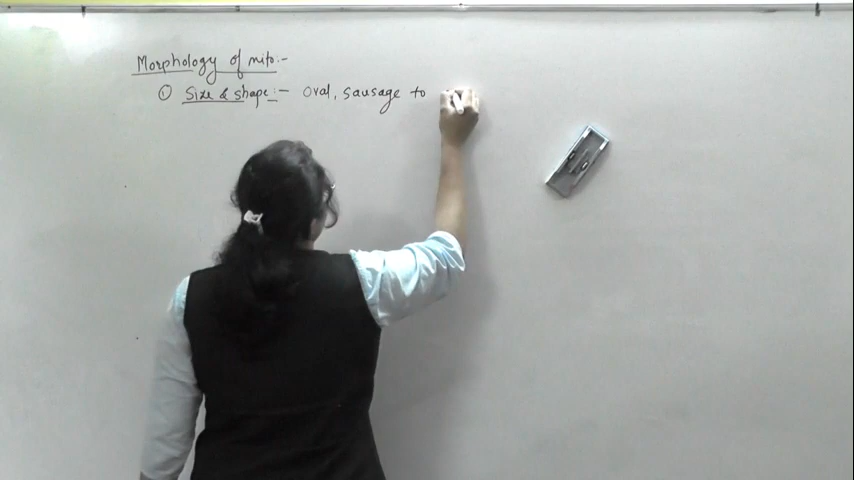 Morphology of mito:-
① Size & shape:- Oval, sausage to